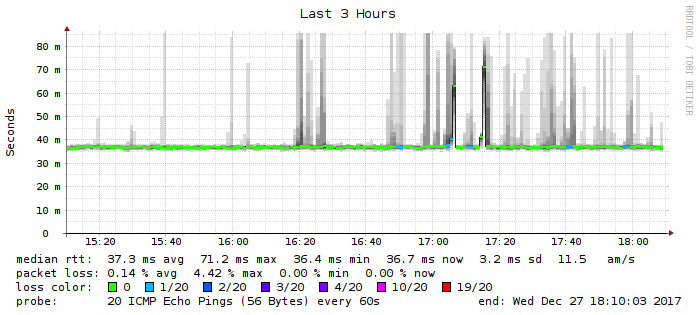 Last 3 Hours
RRDTOOL / TOBI OETIKER
Seconds
80 m
70 m
60 m
50 m
40 m
30 m
20 m
10 m
0
15:20 15:40 16:00 16:20 16:40 17:00 17:20 17:40 18:00
median rtt: 37.3 ms avg 71.2 ms max 36.4 ms min 36.7 ms now 3.2 ms sd 11.5 am/s
packet loss: 0.14 % avg 4.42 % max 0.00 % min 0.00 % now
loss color: 0 1/20 2/20 3/20 4/20 10/20 19/20
probe: 20 ICMP Echo Pings (56 Bytes) every 60s end: Wed Dec 27 18:10:03 2017